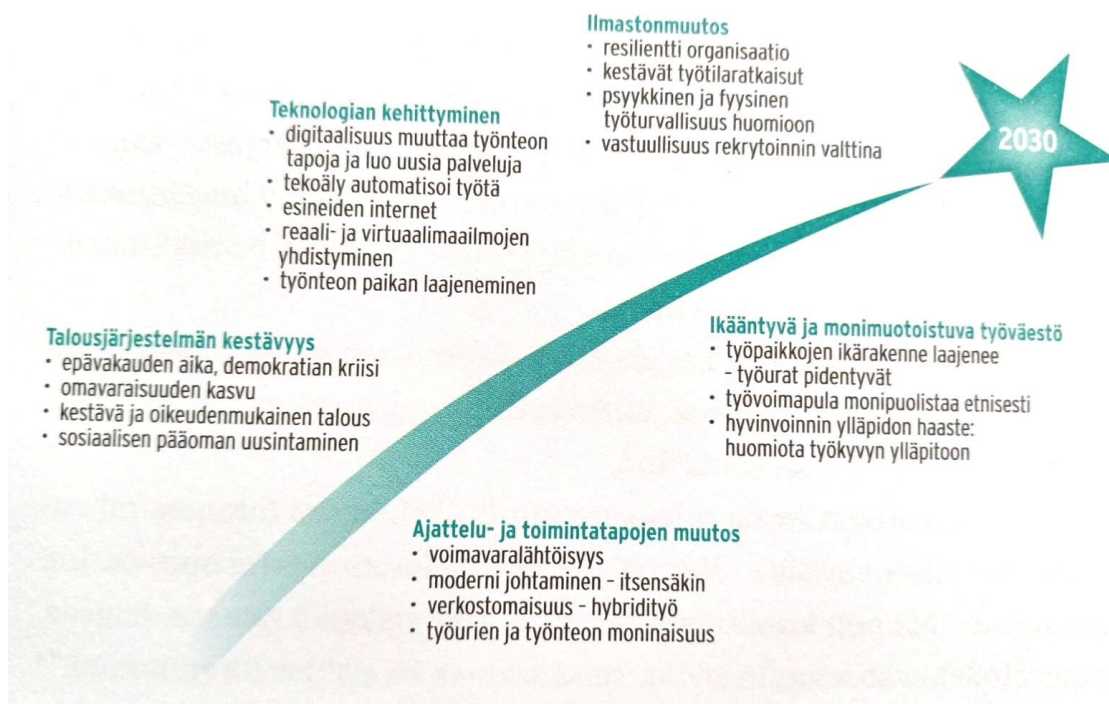 Ilmastonmuutos
• resilientti organisaatio
• kestävät työtilaratkaisut
• psyykkinen ja fyysinen
työturvallisuus huomioon
• vastuullisuus rekrytoinnin valttina
2030
Teknologian kehittyminen
• digitaalisuus muuttaa työnteon
tapoja ja luo uusia palveluja
• tekoäly automatisoi työtä
• esineiden internet
• reaali- ja virtuaalimaailmojen
yhdistyminen
• työnteon paikan laajeneminen
Talousjärjestelmän kestävyys
• epävakauden aika, demokratian kriisi
• omavaraisuuden kasvu
• kestävä ja oikeudenmukainen talous
• sosiaalisen pääoman uusintaminen
Ikääntyvä ja monimuotoistuva työväestö
• työpaikkojen ikärakenne laajenee
- työurat pidentyvät
• työvoimapula monipuolistaa etnisesti
• hyvinvoinnin ylläpidon haaste:
huomiota työkyvyn ylläpitoon
Ajattelu- ja toimintatapojen muutos
• voimavaralähtöisyys
• moderni johtaminen - itsensäkin
• verkostomaisuus - hybridityö
• työurien ja työnteon moninaisuus